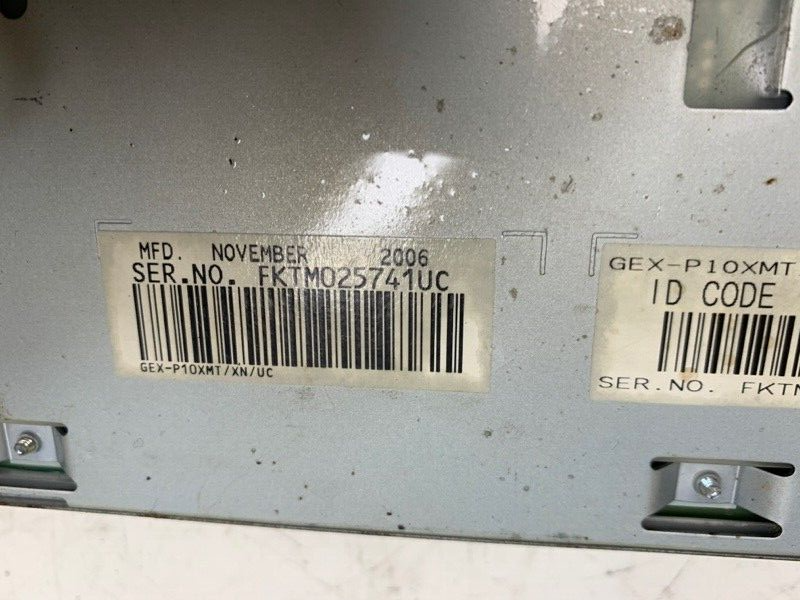 MFD. NOVEMBER 2006
SER.NO. FKTM025741UC
GEX-P10XMT/XN/UC
GEX-P10XMT
ID CODE
SER.NO. FKTM